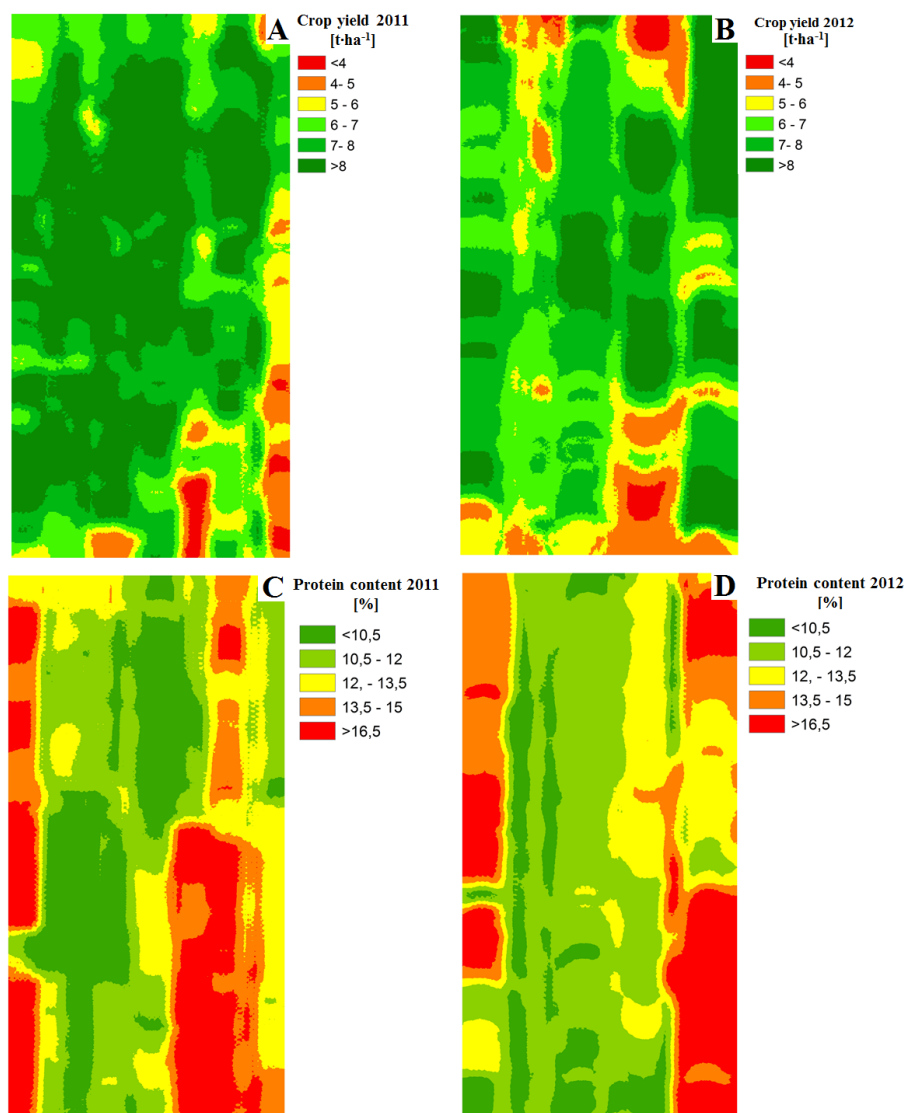 A
Crop yield 2011
[t·ha⁻¹]
<4
4- 5
5 - 6
6 - 7
7- 8
>8
B
Crop yield 2012
[t·ha⁻¹]
<4
4- 5
5 - 6
6 - 7
7- 8
>8
C
Protein content 2011
[%]
<10,5
10,5 - 12
12, - 13,5
13,5 - 15
>16,5
D
Protein content 2012
[%]
<10,5
10,5 - 12
12, - 13,5
13,5 - 15
>16,5